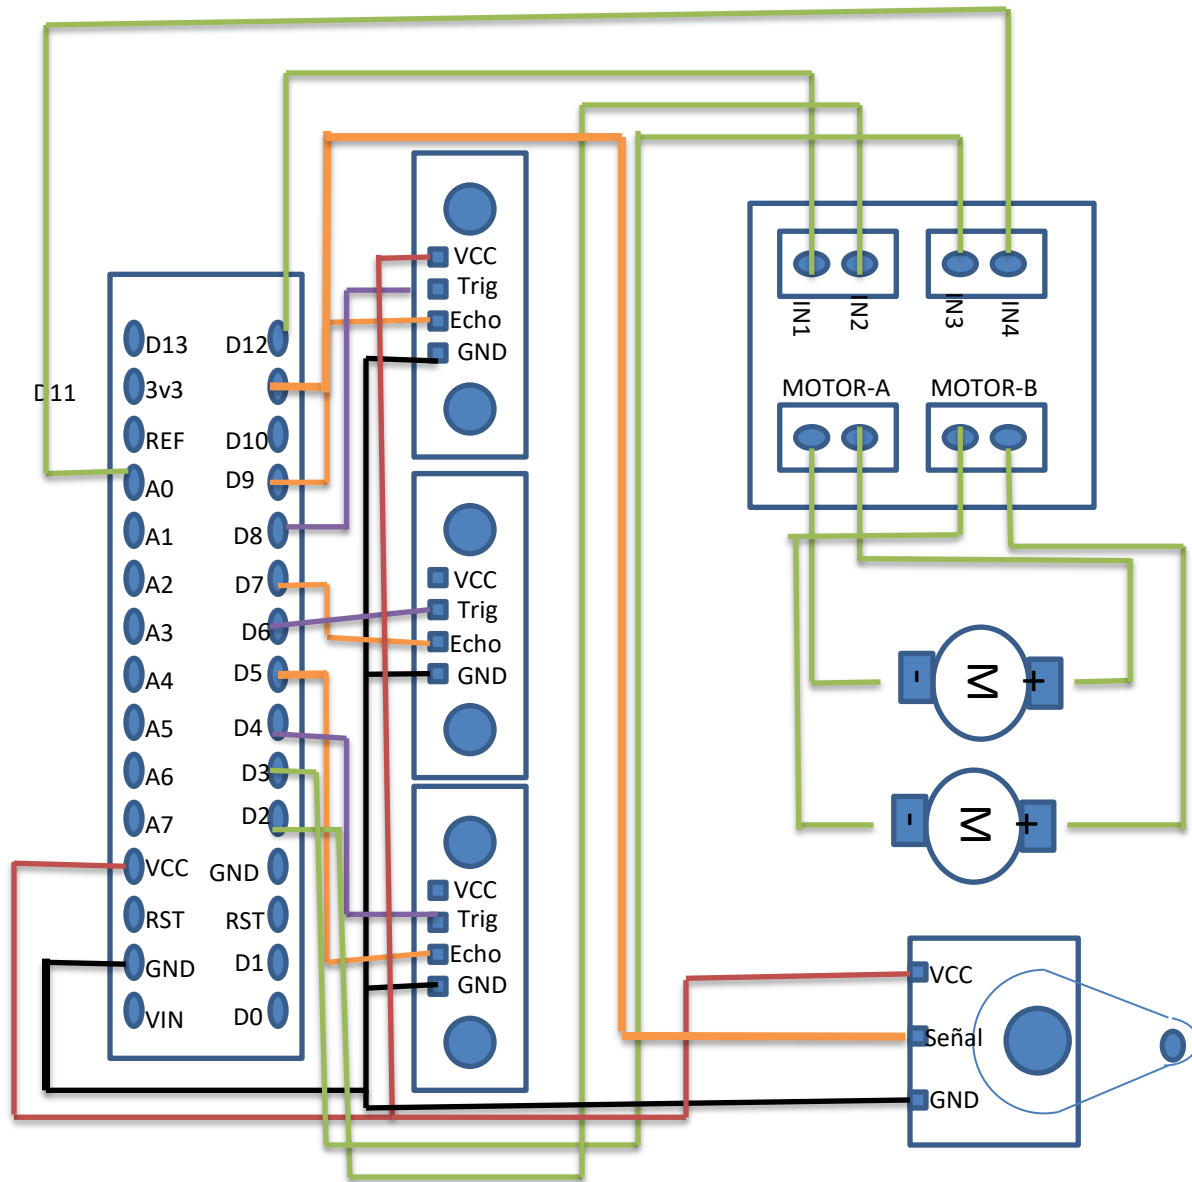 D13 D12
D11
3v3
REF D10
A0 D9
A1 D8
A2 D7
A3 D6
A4 D5
A5 D4
A6 D3
A7 D2
VCC GND
RST RST
GND D1
VIN D0
VCC
Trig
Echo
GND
VCC
Trig
Echo
GND
VCC
Trig
Echo
GND
IN1 IN2 IN3 IN4
MOTOR-A MOTOR-B
- M +
- M +
VCC
Señal
GND